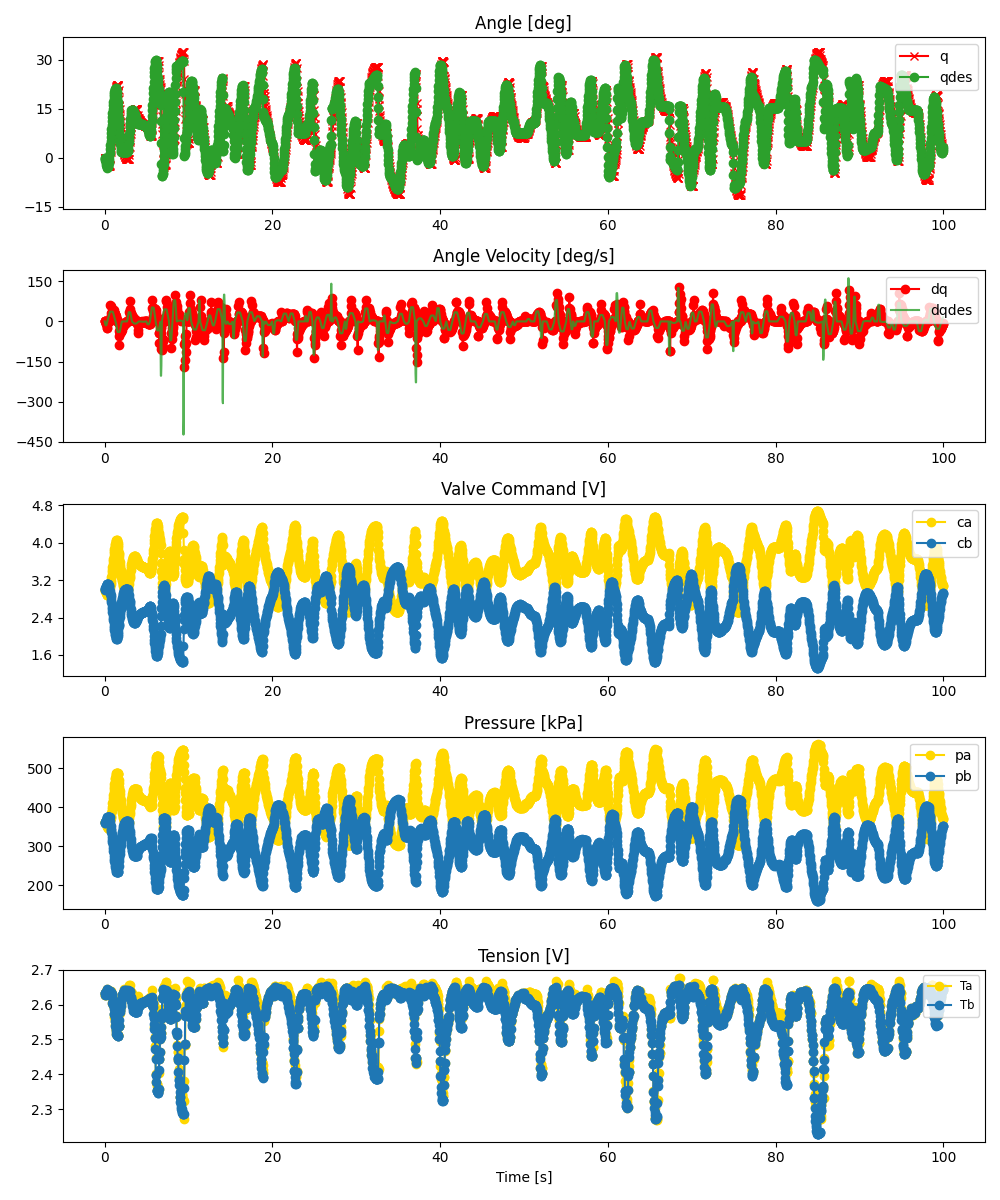 Angle [deg]
30
15
0
−15
q
qdes
0 20 40 60 80 100
Angle Velocity [deg/s]
150
0
−150
−300
−450
dq
dqdes
0 20 40 60 80 100
Valve Command [V]
4.8
4.0
3.2
2.4
1.6
ca
cb
0 20 40 60 80 100
Pressure [kPa]
500
400
300
200
pa
pb
0 20 40 60 80 100
Tension [V]
2.7
2.6
2.5
2.4
2.3
Ta
Tb
0 20 40 60 80 100
Time [s]